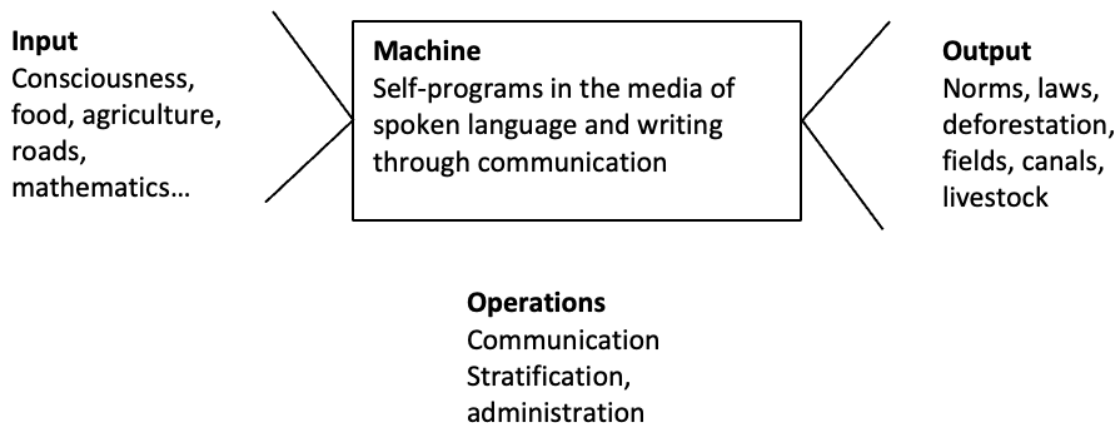 Input
Consciousness,
food, agriculture,
roads,
mathematics…
Machine
Self-programs in the media of
spoken language and writing
through communication
Output
Norms, laws,
deforestation,
fields, canals,
livestock
Operations
Communication
Stratification,
administration